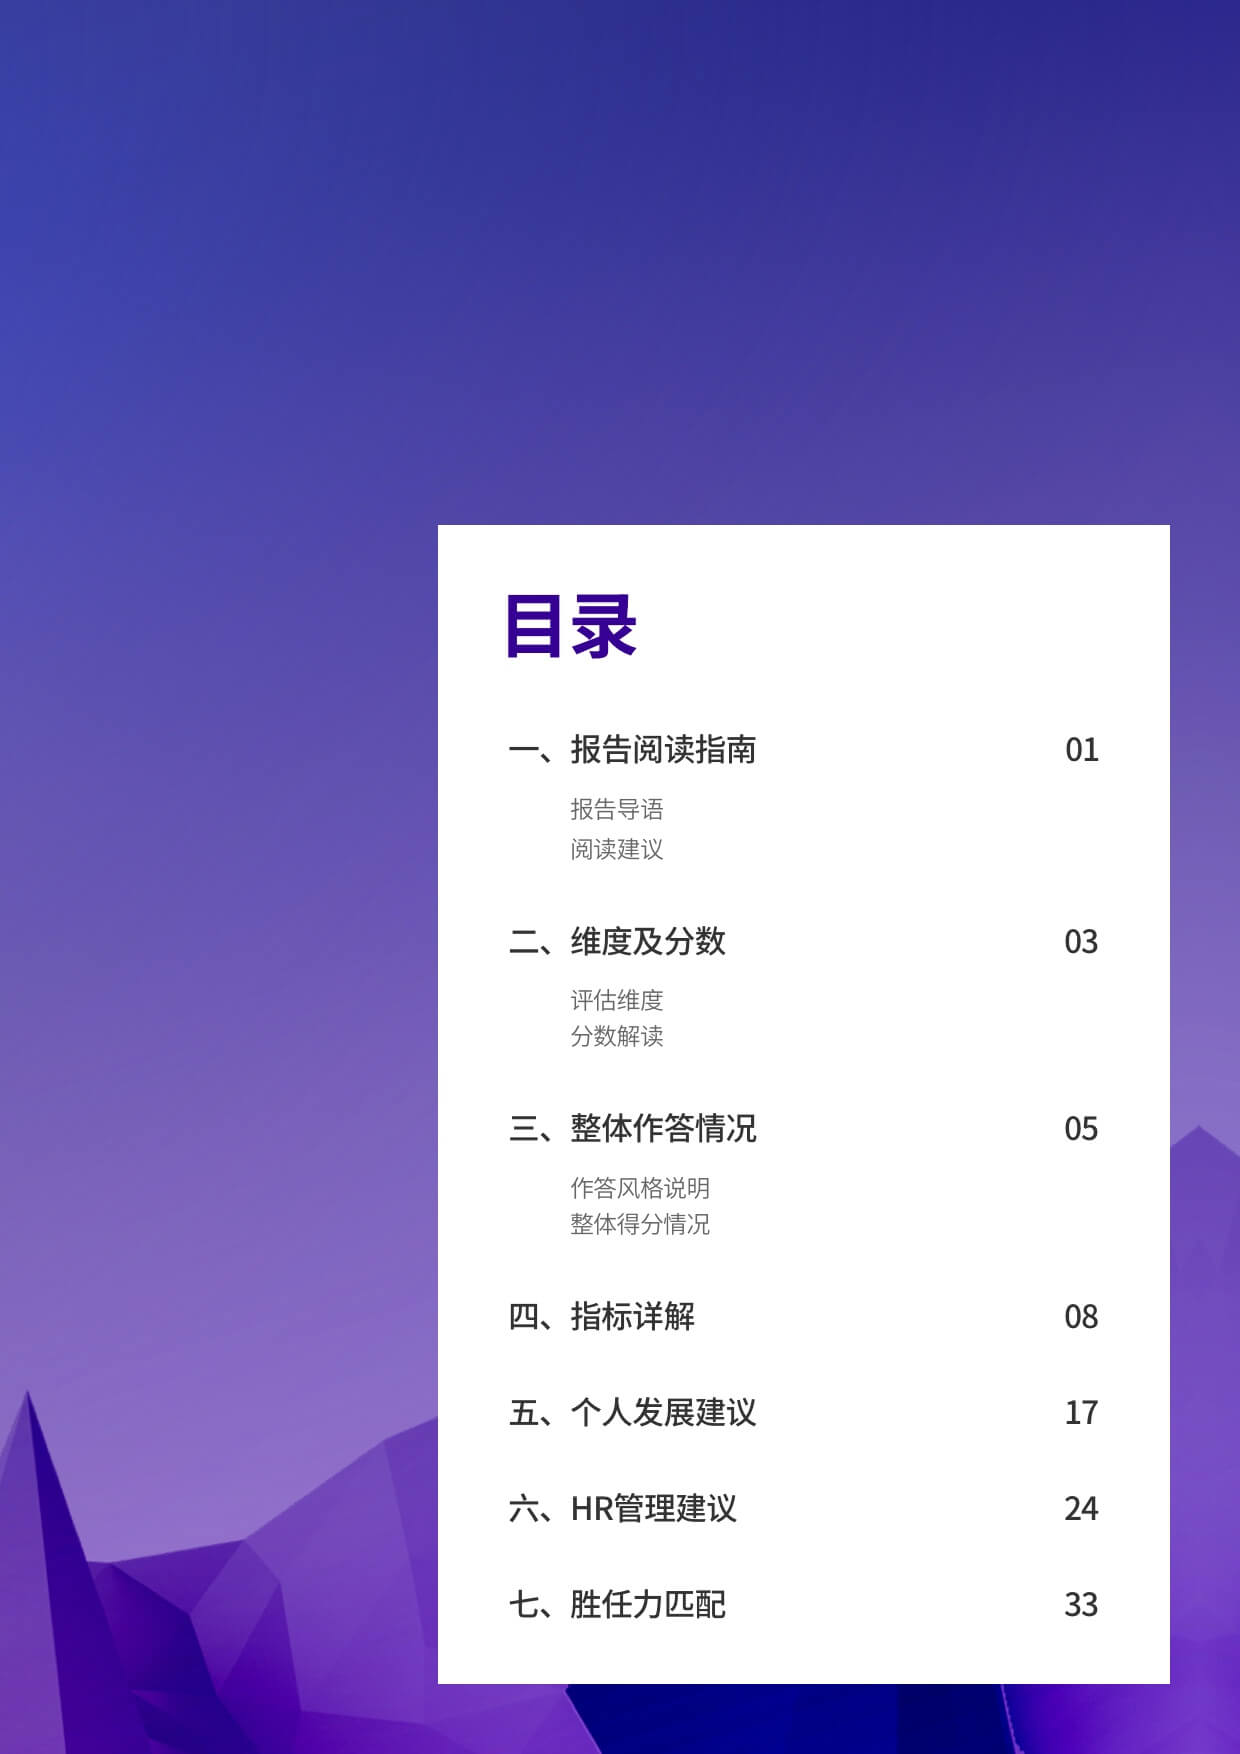 目录
一、报告阅读指南 01
报告导语
阅读建议
二、维度及分数 03
评估维度
分数解读
三、整体作答情况 05
作答风格说明
整体得分情况
四、指标详解 08
五、个人发展建议 17
六、HR管理建议 24
七、胜任力匹配 33